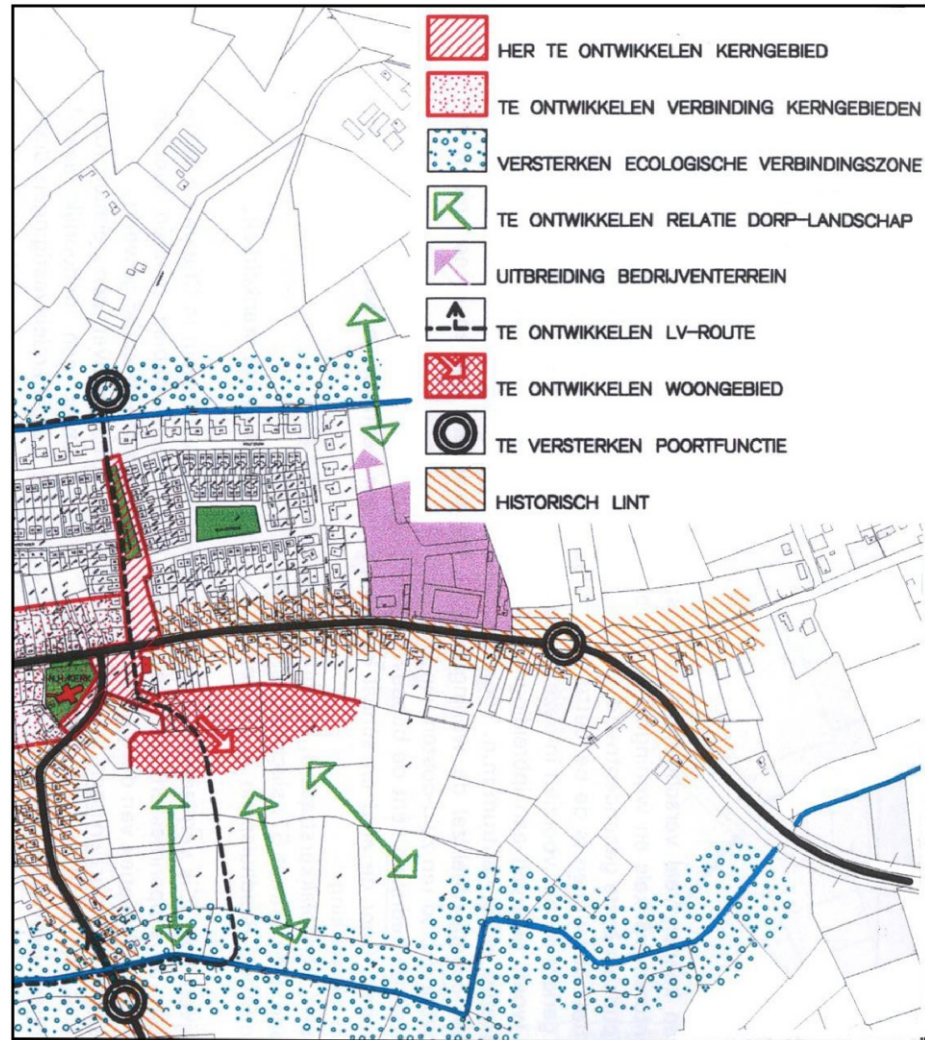 HER TE ONTWIKKELEN KERNGEBIED
TE ONTWIKKELEN VERBINDING KERNGEBIEDEN
VERSTERKEN ECOLOGISCHE VERBINDINGSZONE
TE ONTWIKKELEN RELATIE DORP-LANDSCHAP
UITBREIDING BEDRIJVENTERREIN
TE ONTWIKKELEN LV-ROUTE
TE ONTWIKKELEN WOONGEBIED
TE VERSTERKEN POORTFUNCTIE
HISTORISCH LINT
N.H. KERK